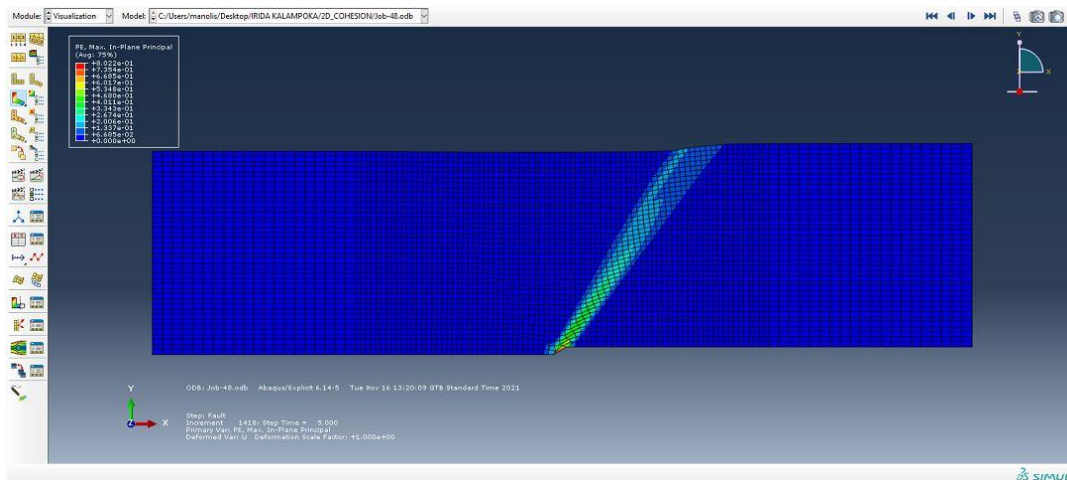 Module: Visualization Model: C:/Users/manolis/Desktop/IRIDA KALAMPOKA/2D_COHESION/Job-48.odb
PE, Max. In-Plane Principal
(Avg: 75%)
+8.022e-01
+7.354e-01
+6.685e-01
+6.017e-01
+5.348e-01
+4.680e-01
+4.011e-01
+3.343e-01
+2.674e-01
+2.006e-01
+1.337e-01
+6.685e-02
+0.000e+00
Y
Z X
ODB: Job-48.odb Abaqus/Explicit 6.14-5 Tue Nov 16 13:20:09 GTB Standard Time 2021
Y
Z X
Step: Fault
Increment 1418: Step Time = 5.000
Primary Var: PE, Max. In-Plane Principal
Deformed Var: U Deformation Scale Factor: +1.000e+00
SIMUL